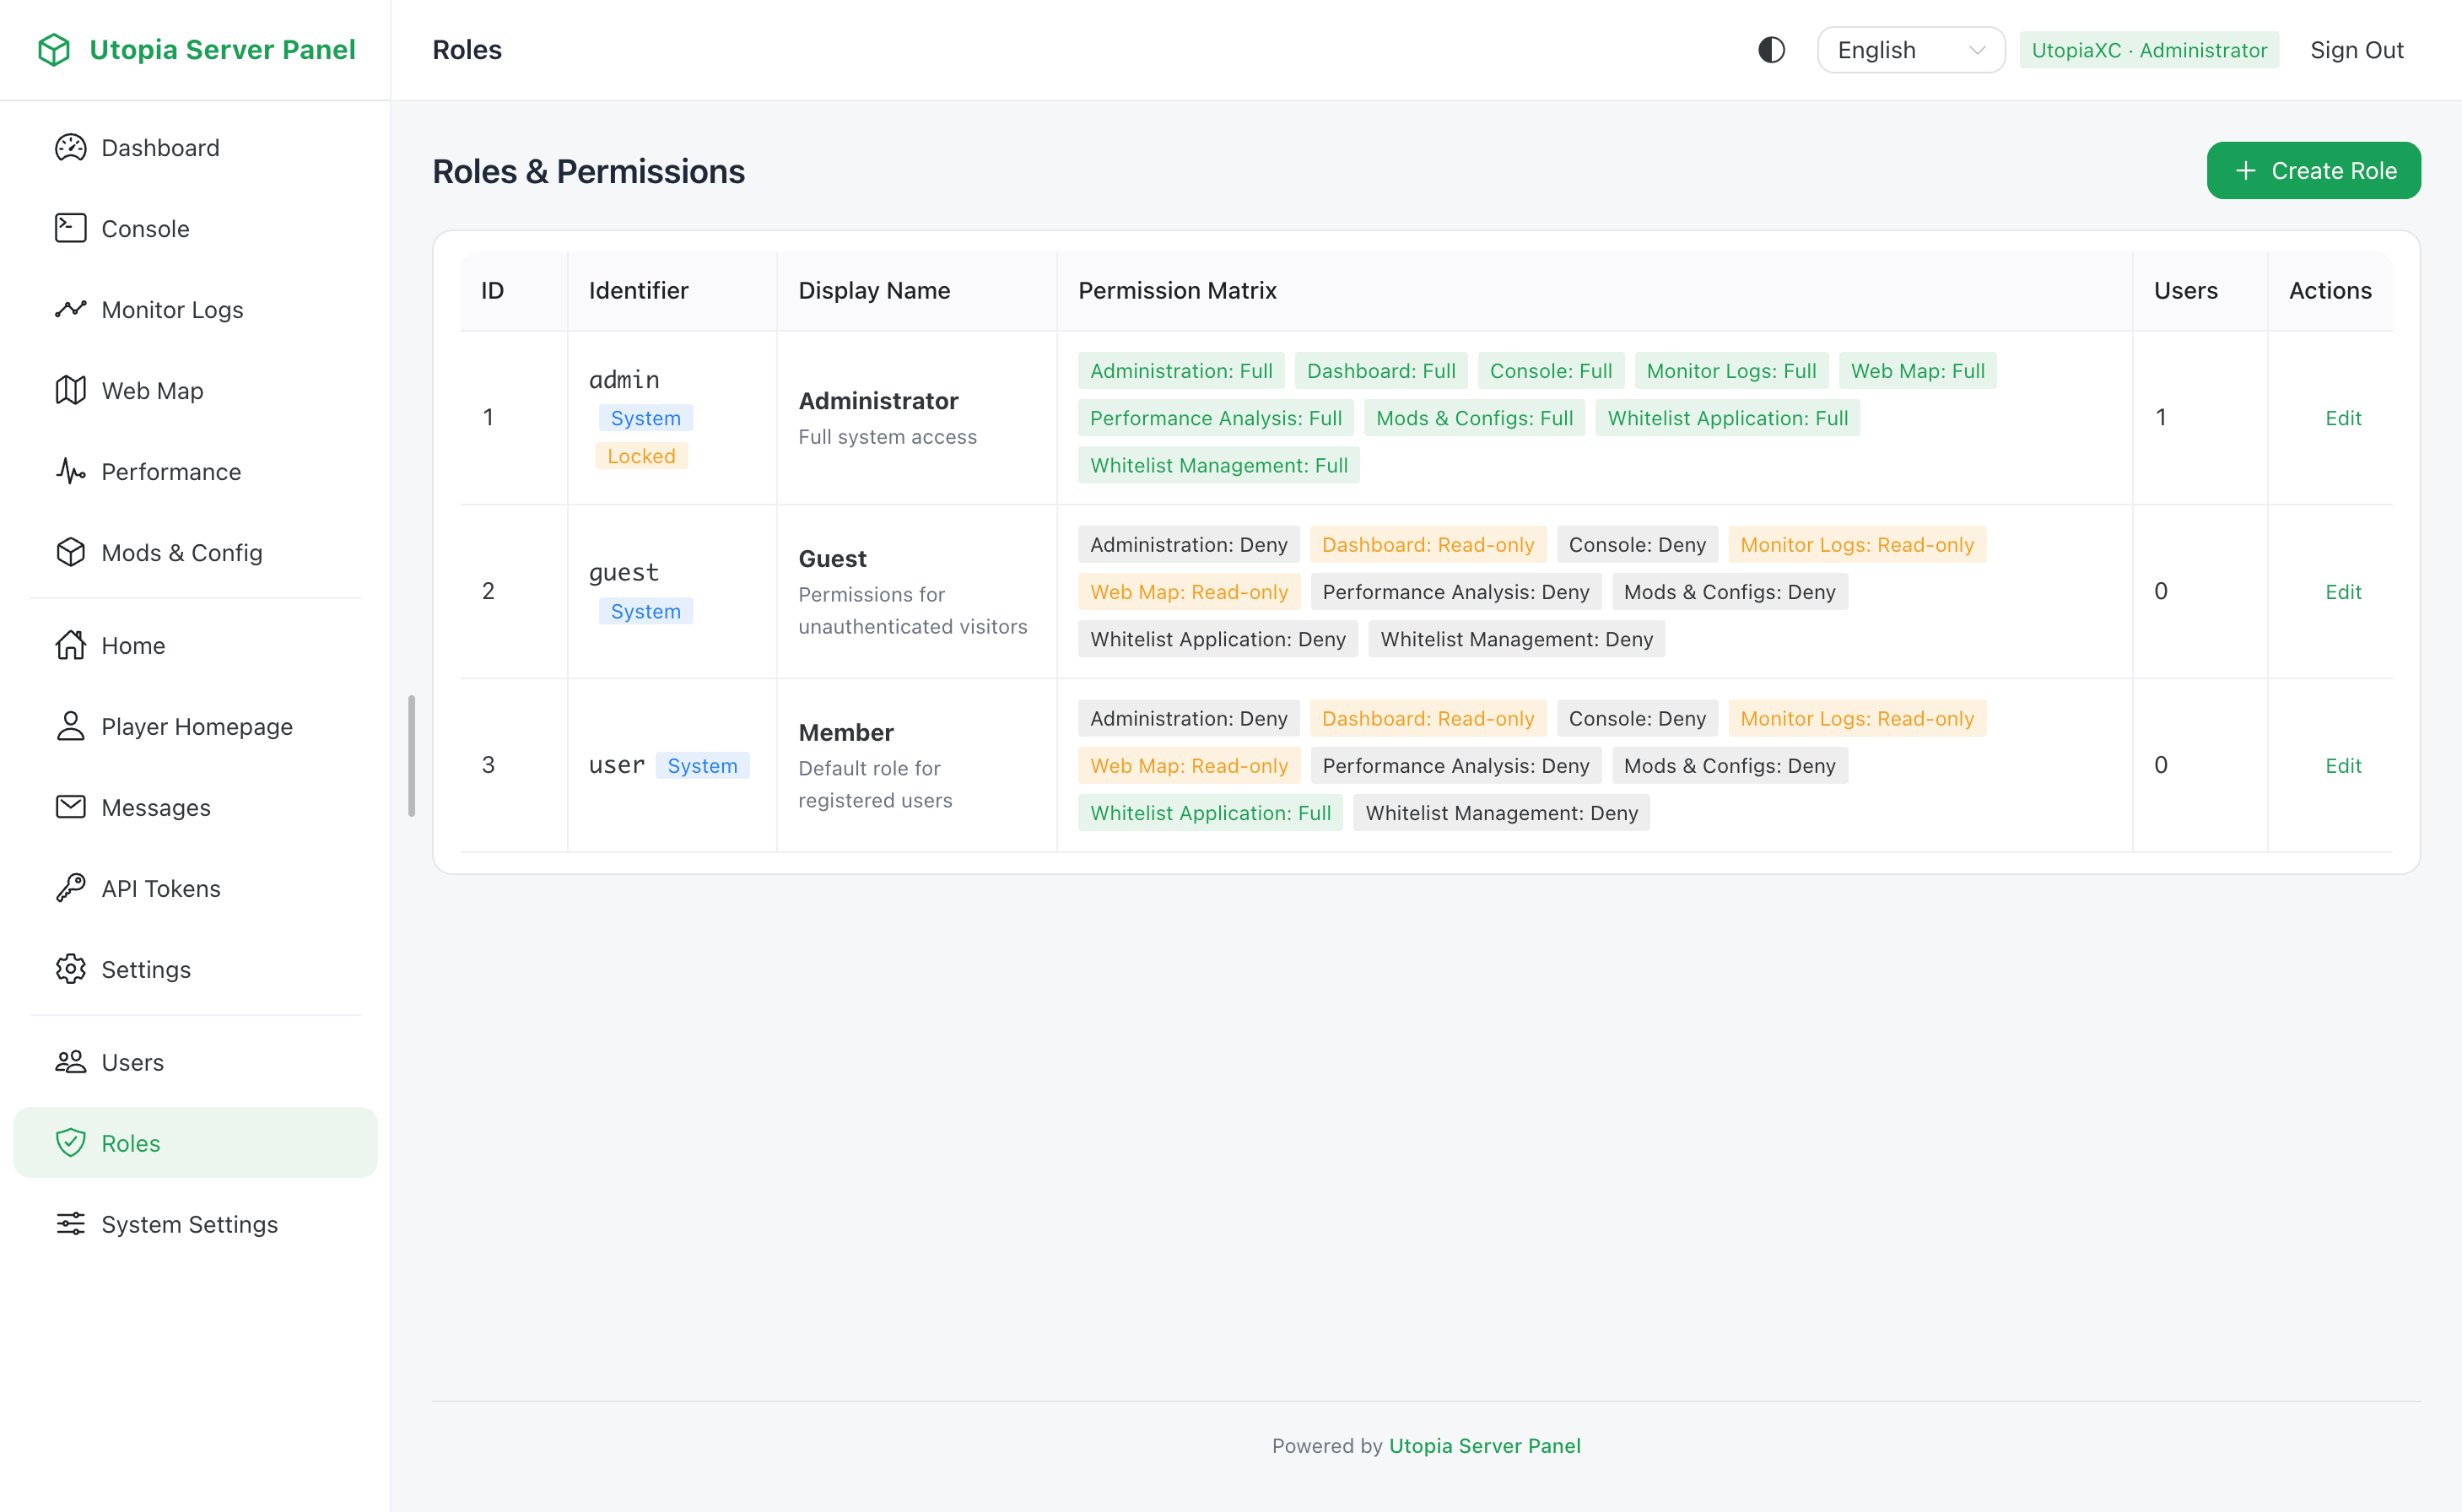 Utopia Server Panel
Roles
English
UtopiaXC · Administrator
Sign Out
Dashboard
Console
Monitor Logs
Web Map
Performance
Mods & Config
Home
Player Homepage
Messages
API Tokens
Settings
Users
Roles
System Settings
Roles & Permissions
Create Role
ID Identifier Display Name Permission Matrix Users Actions
1
admin
System
Locked
Administrator
Full system access
Administration: Full Dashboard: Full Console: Full Monitor Logs: Full Web Map: Full
Performance Analysis: Full Mods & Configs: Full Whitelist Application: Full
Whitelist Management: Full
1
Edit
2
guest
System
Guest
Permissions for
unauthenticated visitors
Administration: Deny Dashboard: Read-only Console: Deny Monitor Logs: Read-only
Web Map: Read-only Performance Analysis: Deny Mods & Configs: Deny
Whitelist Application: Deny Whitelist Management: Deny
0
Edit
3
user System
Member
Default role for
registered users
Administration: Deny Dashboard: Read-only Console: Deny Monitor Logs: Read-only
Web Map: Read-only Performance Analysis: Deny Mods & Configs: Deny
Whitelist Application: Full Whitelist Management: Deny
0
Edit
Powered by Utopia Server Panel